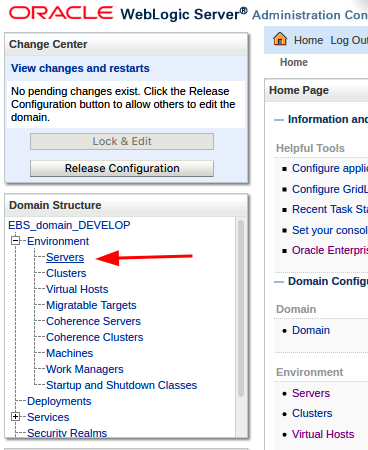 ORACLE WebLogic Server® Administration Con
Change Center
View changes and restarts
No pending changes exist. Click the Release
Configuration button to allow others to edit the
domain.
Lock & Edit
Release Configuration
Domain Structure
EBS_domain_DEVELOP
Environment
Servers
Clusters
Virtual Hosts
Migratable Targets
Coherence Servers
Coherence Clusters
Machines
Work Managers
Startup and Shutdown Classes
Deployments
Services
Security Realms
Home Log Out
Home
Home Page
Information and
Helpful Tools
Configure applic
Configure GridL
Recent Task Sta
Set your consol
Oracle Enterpris
Domain Configu
Domain
Domain
Environment
Servers
Clusters
Virtual Hosts